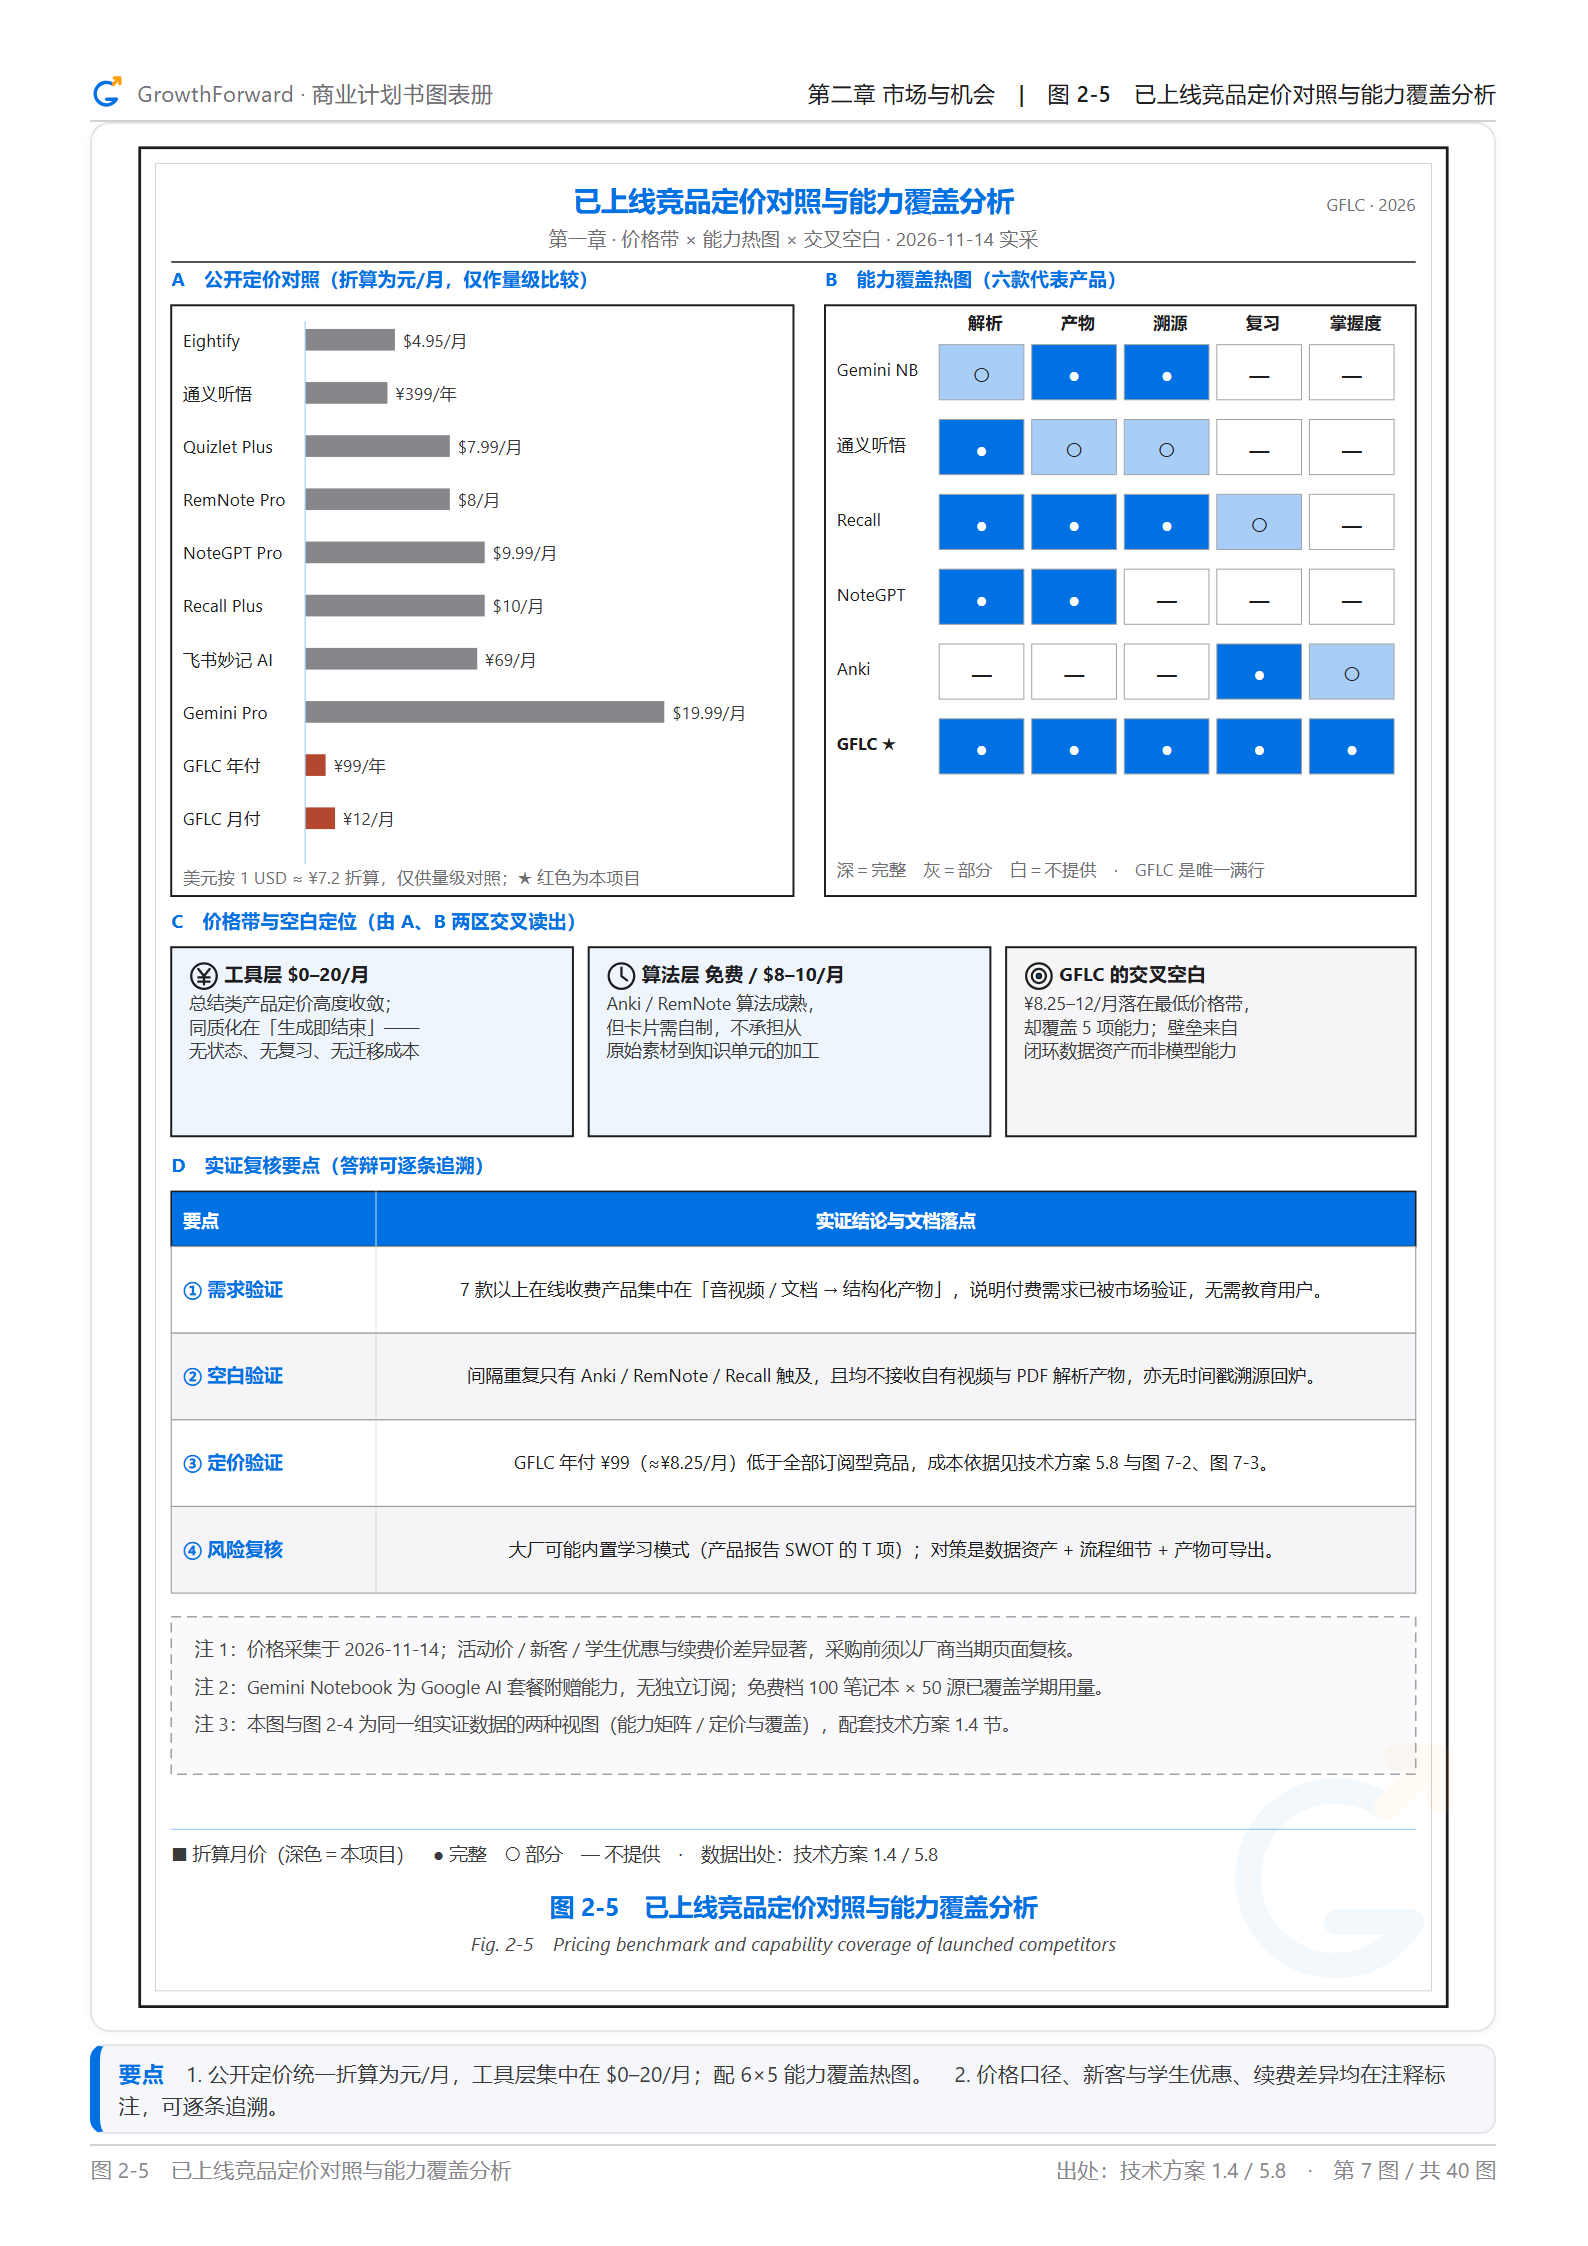 GrowthForward · 商业计划书图表册
第二章 市场与机会 | 图 2-5 已上线竞品定价对照与能力覆盖分析
已上线竞品定价对照与能力覆盖分析
GFLC · 2026
第一章 · 价格带 × 能力热图 × 交叉空白 · 2026-11-14 实采
A 公开定价对照（折算为元/月，仅作量级比较）
Eightify $4.95/月
通义听悟 ¥399/年
Quizlet Plus $7.99/月
RemNote Pro $8/月
NoteGPT Pro $9.99/月
Recall Plus $10/月
飞书妙记 AI ¥69/月
Gemini Pro $19.99/月
GFLC 年付 ¥99/年
GFLC 月付 ¥12/月
美元按 1 USD ≈ ¥7.2 折算，仅供量级对照；★ 红色为本项目
B 能力覆盖热图（六款代表产品）
解析 产物 溯源 复习 掌握度
Gemini NB ○ ● ● — —
通义听悟 ● ○ ○ — —
Recall ● ● ● ○ —
NoteGPT ● ● — — —
Anki — — — ● ○
GFLC ★ ● ● ● ● ●
深＝完整 灰＝部分 白＝不提供 · GFLC 是唯一满行
C 价格带与空白定位（由 A、B 两区交叉读出）
工具层 $0–20/月
总结类产品定价高度收敛；
同质化在「生成即结束」——
无状态、无复习、无迁移成本
算法层 免费 / $8–10/月
Anki / RemNote 算法成熟，
但卡片需自制，不承担从
原始素材到知识单元的加工
GFLC 的交叉空白
¥8.25–12/月落在最低价格带，
却覆盖 5 项能力；壁垒来自
闭环数据资产而非模型能力
D 实证复核要点（答辩可逐条追溯）
要点 实证结论与文档落点
① 需求验证 7 款以上在线收费产品集中在「音视频 / 文档 → 结构化产物」，说明付费需求已被市场验证，无需教育用户。
② 空白验证 间隔重复只有 Anki / RemNote / Recall 触及，且均不接收自有视频与 PDF 解析产物，亦无时间戳溯源回炉。
③ 定价验证 GFLC 年付 ¥99（≈¥8.25/月）低于全部订阅型竞品，成本依据见技术方案 5.8 与图 7-2、图 7-3。
④ 风险复核 大厂可能内置学习模式（产品报告 SWOT 的 T 项）；对策是数据资产 + 流程细节 + 产物可导出。
注 1：价格采集于 2026-11-14；活动价 / 新客 / 学生优惠与续费价差异显著，采购前须以厂商当期页面复核。
注 2：Gemini Notebook 为 Google AI 套餐附赠能力，无独立订阅；免费档 100 笔记本 × 50 源已覆盖学期用量。
注 3：本图与图 2-4 为同一组实证数据的两种视图（能力矩阵 / 定价与覆盖），配套技术方案 1.4 节。
■ 折算月价（深色＝本项目） ● 完整 ○ 部分 — 不提供 · 数据出处：技术方案 1.4 / 5.8
图 2-5 已上线竞品定价对照与能力覆盖分析
Fig. 2-5 Pricing benchmark and capability coverage of launched competitors
要点 1. 公开定价统一折算为元/月，工具层集中在 $0–20/月；配 6×5 能力覆盖热图。 2. 价格口径、新客与学生优惠、续费差异均在注释标
注，可逐条追溯。
图 2-5 已上线竞品定价对照与能力覆盖分析
出处：技术方案 1.4 / 5.8 · 第 7 图 / 共 40 图